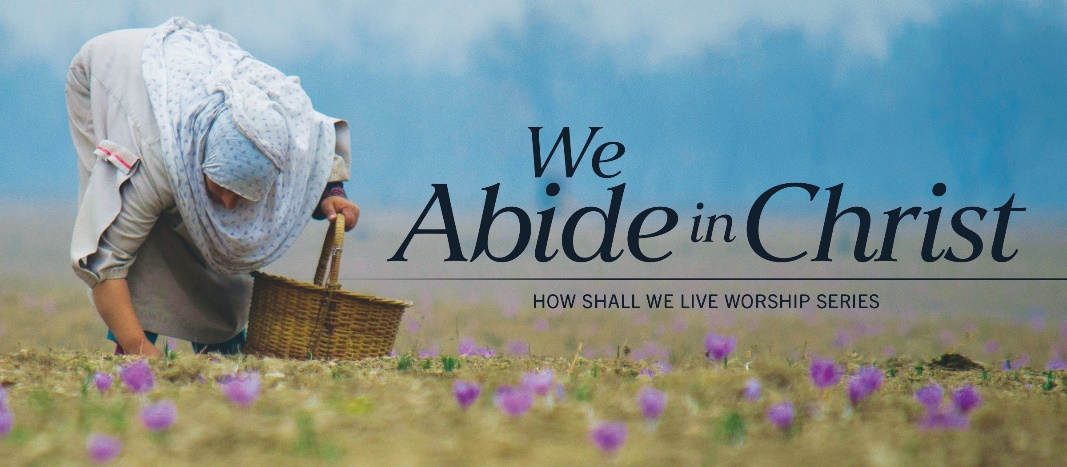 We
Abide in Christ
HOW SHALL WE LIVE WORSHIP SERIES